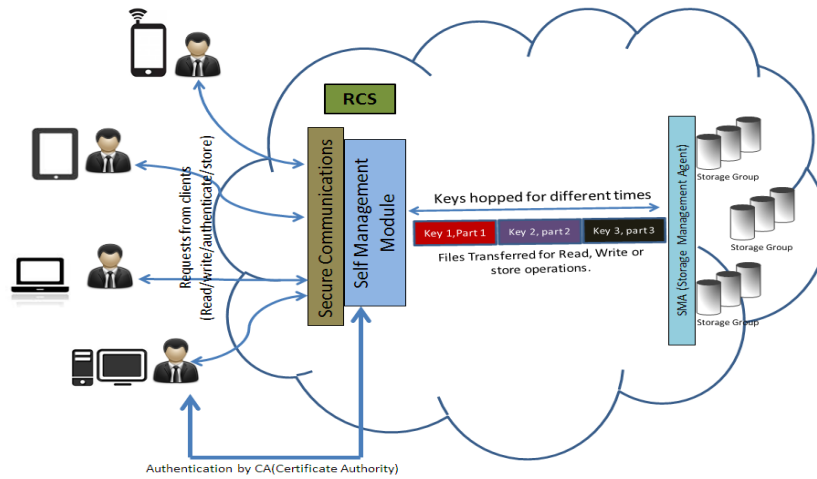 RCS
Requests from clients
(Read/write/authenticate/store)
Secure Communications
Self Management
Module
Keys hopped for different times
Key 1,Part 1
Key 2, part2
Key 3, part 3
Files Transferred for Read, Write or
store operations.
SMA (Storage Management Agent)
Storage Group
Storage Group
Storage Group
Authentication by CA(Certificate Authority)